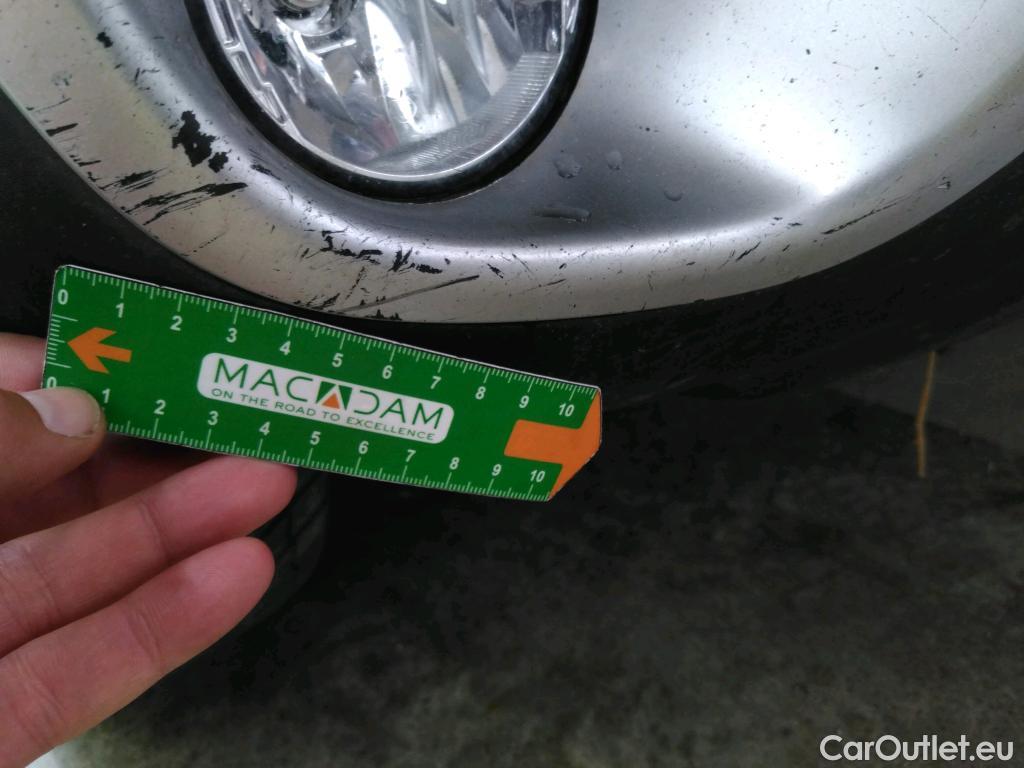 0 1 2 3 4 5 6 7 8 9 10
MACADAM
ON THE ROAD TO EXCELLENCE
0 1 2 3 4 5 6 7 8 9 10
CarOutlet.eu